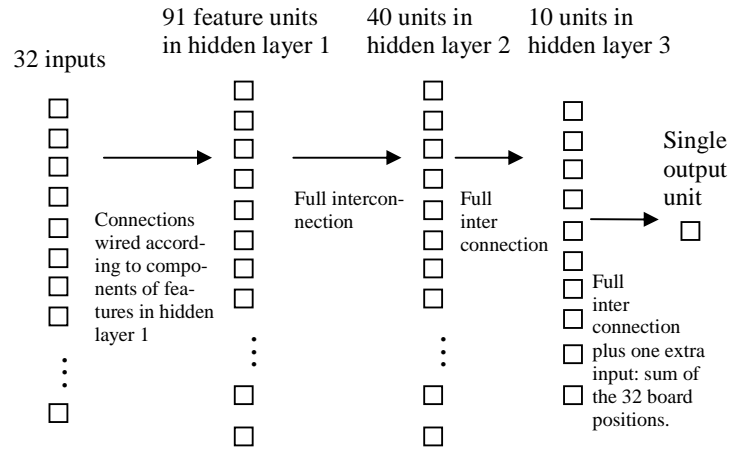 32 inputs
91 feature units
in hidden layer 1
40 units in
hidden layer 2
10 units in
hidden layer 3
Single
output
unit
Connections
wired accord-
ing to compo-
nents of fea-
tures in hidden
layer 1
Full intercon-
nection
Full
inter
connection
Full
inter
connection
plus one extra
input: sum of
the 32 board
positions.